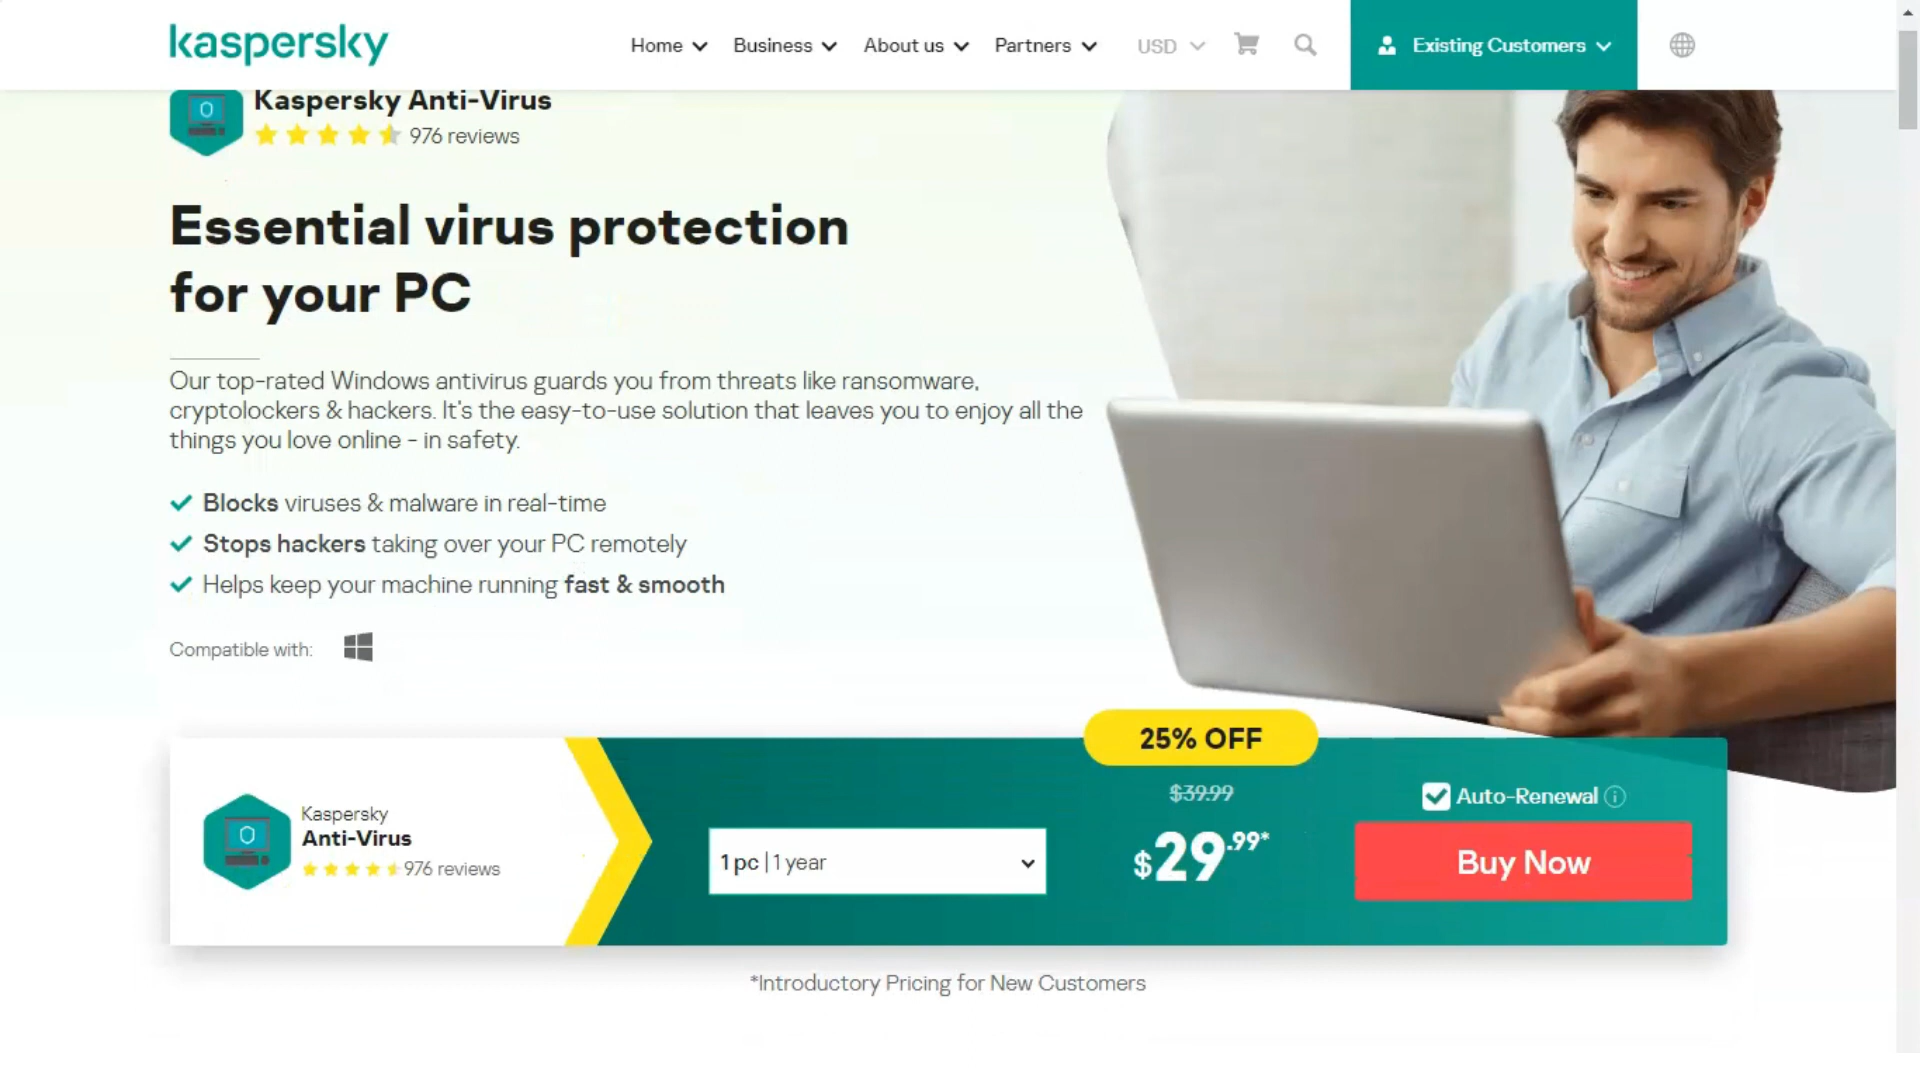 kaspersky
Home
Business
About us
Partners
USD
Existing Customers
Kaspersky Anti-Virus
976 reviews
Essential virus protection
for your PC
Our top-rated Windows antivirus guards you from threats like ransomware,
cryptolockers & hackers. It's the easy-to-use solution that leaves you to enjoy all the
things you love online - in safety.
Blocks viruses & malware in real-time
Stops hackers taking over your PC remotely
Helps keep your machine running fast & smooth
Compatible with:
Kaspersky
Anti-Virus
976 reviews
1 pc | 1 year
25% OFF
$39.99
$29.99*
Auto-Renewal
Buy Now
*Introductory Pricing for New Customers